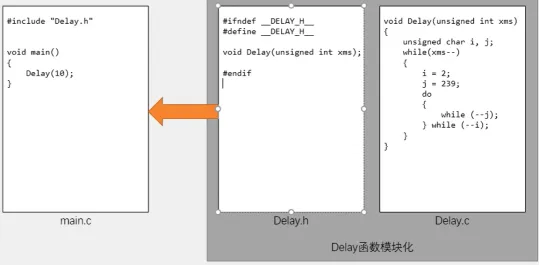 #include "Delay.h"
void main()
{
Delay(10);
}
main.c
#ifndef __DELAY_H__
#define __DELAY_H__
void Delay(unsigned int xms);
#endif
Delay.h
void Delay(unsigned int xms)
{
unsigned char i, j;
while(xms--)
{
i = 2;
j = 239;
do
{
while (--j);
} while (--i);
}
}
Delay.c
Delay函数模块化